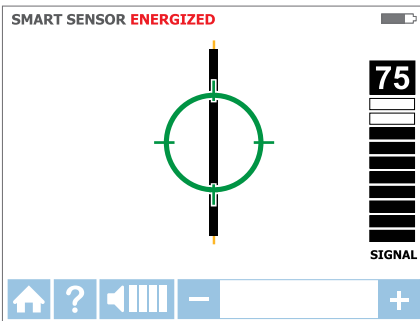 SMART SENSOR ENERGIZED
75
SIGNAL
?
−
+